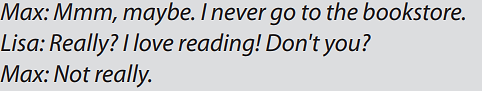 Max: Mmm, maybe. I never go to the bookstore.
Lisa: Really? I love reading! Don't you?
Max: Not really.